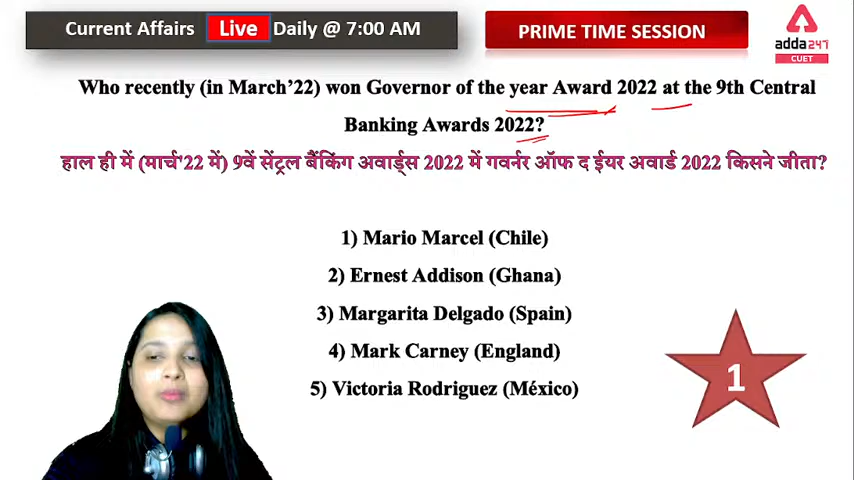 Current Affairs Live Daily @ 7:00 AM
PRIME TIME SESSION
adda247
CUET
Who recently (in March’22) won Governor of the year Award 2022 at the 9th Central
Banking Awards 2022?
हाल ही में (मार्च'22 में) 9वें सेंट्रल बैंकिंग अवार्ड्स 2022 में गवर्नर ऑफ द ईयर अवार्ड 2022 किसने जीता?
1) Mario Marcel (Chile)
2) Ernest Addison (Ghana)
3) Margarita Delgado (Spain)
4) Mark Carney (England)
5) Victoria Rodriguez (México)
1